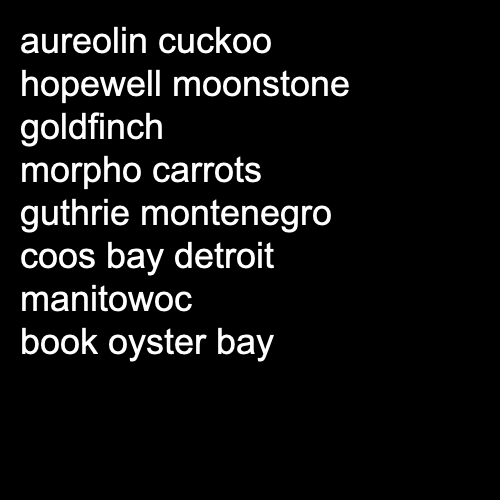 aureolin cuckoo
hopewell moonstone
goldfinch
morpho carrots
guthrie montenegro
coos bay detroit
manitowoc
book oyster bay